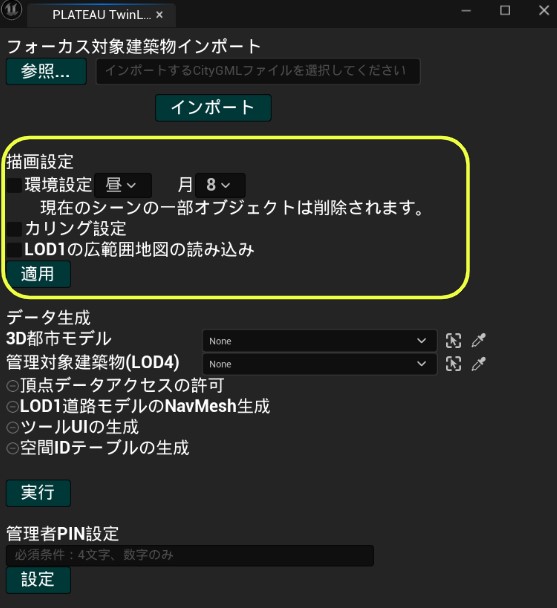 PLATEAU TwinL... ×
フォーカス対象建築物インポート
参照... インポートするCityGMLファイルを選択してください
インポート
描画設定
環境設定 昼 月 8
現在のシーンの一部オブジェクトは削除されます。
カリング設定
LOD1の広範囲地図の読み込み
適用
データ生成
3D都市モデル None
管理対象建築物(LOD4) None
頂点データアクセスの許可
LOD1道路モデルのNavMesh生成
ツールUIの生成
空間IDテーブルの生成
実行
管理者PIN設定
必須条件：4文字、数字のみ
設定